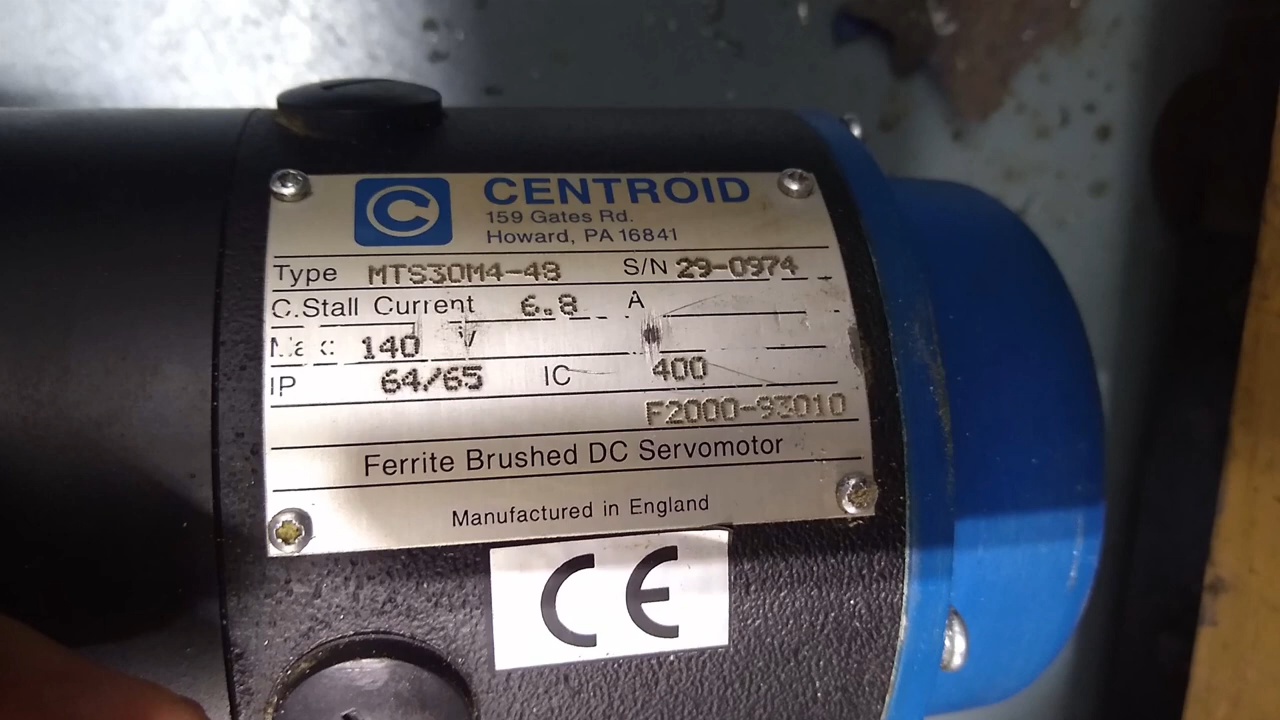 C CENTROID
159 Gates Rd.
Howard, PA 16841
Type MTS30M4-48 S/N 29-0974
C.Stall Current 6.8 A
Max 140 V
IP 64/65 IC 400
F2000-93010
Ferrite Brushed DC Servomotor
Manufactured in England
CE